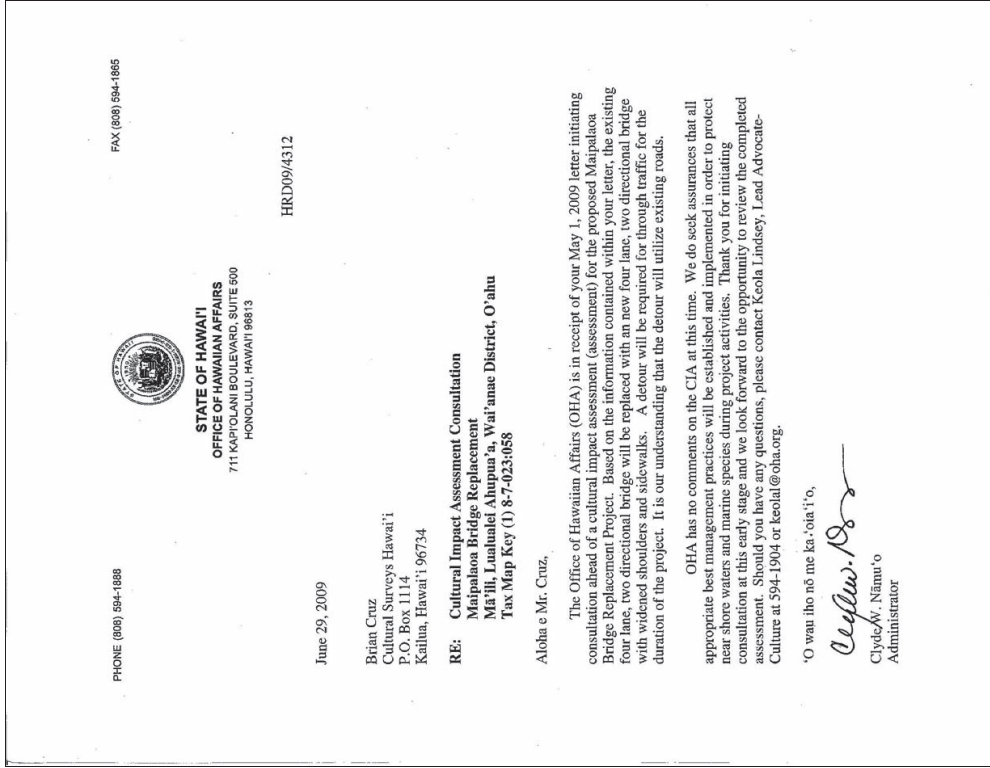 PHONE (808) 594-1888
FAX (808) 594-1865
STATE OF HAWAI'I
OFFICE OF HAWAIIAN AFFAIRS
711 KAPI'OLANI BOULEVARD, SUITE 500
HONOLULU, HAWAI'I 96813
HRD09/4312
June 29, 2009
Brian Cruz
Cultural Surveys Hawai'i
P.O. Box 1114
Kailua, Hawai'i 96734
RE: Cultural Impact Assessment Consultation
Maipalaoa Bridge Replacement
Mā'ili, Lualualei Ahupua'a, Wai'anae District, O'ahu
Tax Map Key (1) 8-7-023:058
Aloha e Mr. Cruz,
The Office of Hawaiian Affairs (OHA) is in receipt of your May 1, 2009 letter initiating
consultation ahead of a cultural impact assessment (assessment) for the proposed Maipalaoa
Bridge Replacement Project. Based on the information contained within your letter, the existing
four lane, two directional bridge will be replaced with an new four lane, two directional bridge
with widened shoulders and sidewalks. A detour will be required for through traffic for the
duration of the project. It is our understanding that the detour will utilize existing roads.
OHA has no comments on the CIA at this time. We do seek assurances that all
appropriate best management practices will be established and implemented in order to protect
near shore waters and marine species during project activities. Thank you for initiating
consultation at this early stage and we look forward to the opportunity to review the completed
assessment. Should you have any questions, please contact Keola Lindsey, Lead Advocate-
Culture at 594-1904 or keolal@oha.org.
'O wau iho nō me ka 'oia'i'o,
Clyde W. Nāmu'o
Administrator